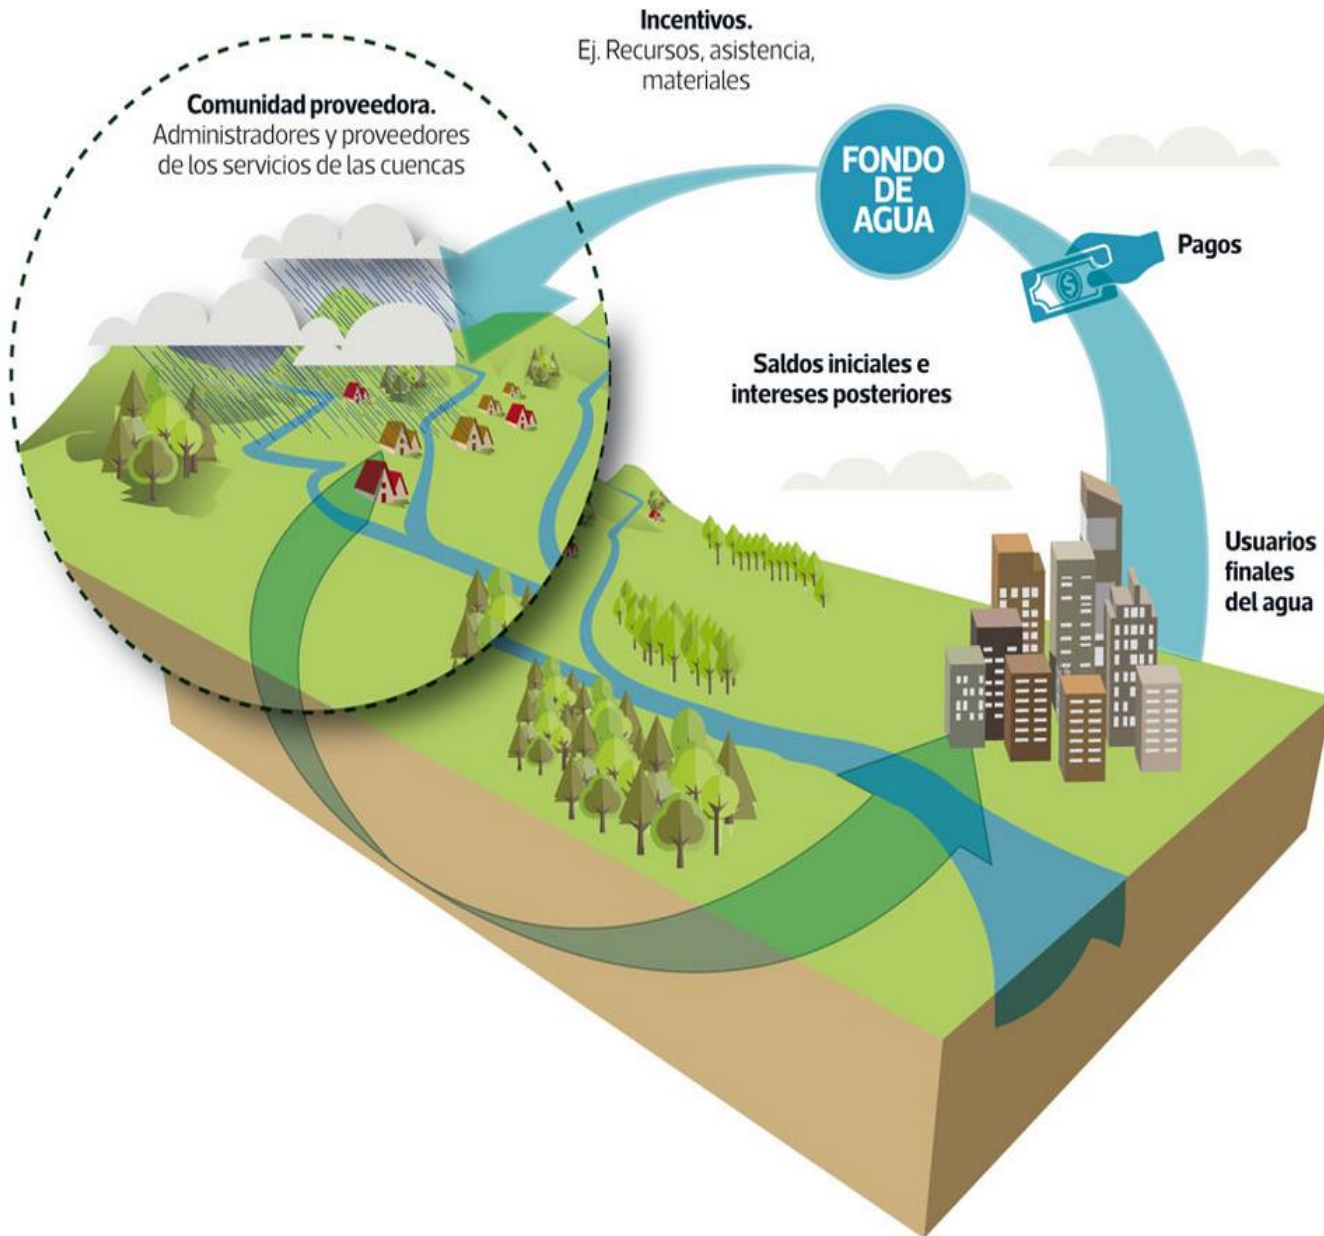 Incentivos.
Ej. Recursos, asistencia,
materiales
Comunidad proveedora.
Administradores y proveedores
de los servicios de las cuencas
FONDO
DE
AGUA
Pagos
$
Saldos iniciales e
intereses posteriores
Usuarios
finales
del agua